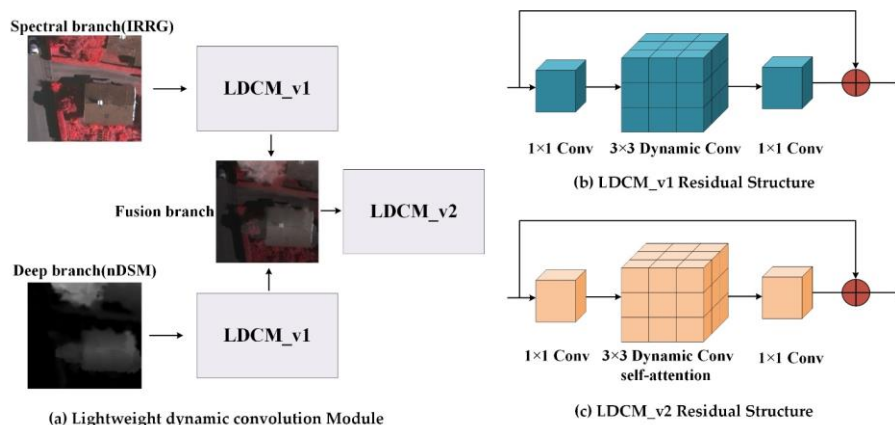 Spectral branch(IRRG)
LDCM_v1
Fusion branch
LDCM_v2
Deep branch(nDSM)
LDCM_v1
(a) Lightweight dynamic convolution Module
1×1 Conv
3×3 Dynamic Conv
1×1 Conv
(b) LDCM_v1 Residual Structure
1×1 Conv
3×3 Dynamic Conv
self-attention
1×1 Conv
(c) LDCM_v2 Residual Structure